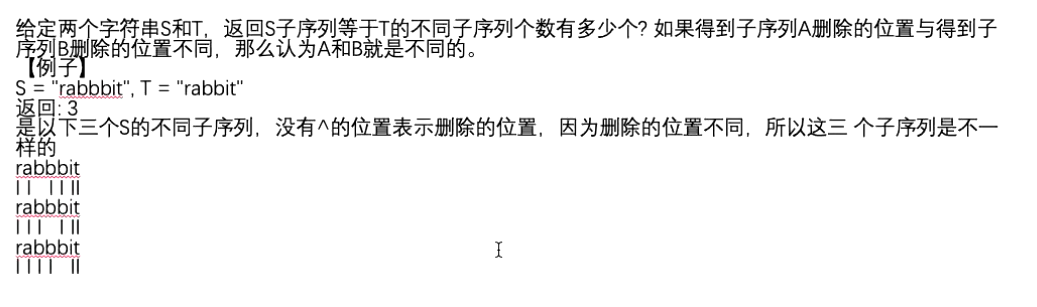 给定两个字符串S和T，返回S子序列等于T的不同子序列个数有多少个? 如果得到子序列A删除的位置与得到子
序列B删除的位置不同，那么认为A和B就是不同的。
【例子】
S = "rabbbit", T = "rabbit"
返回: 3
是以下三个S的不同子序列，没有^的位置表示删除的位置，因为删除的位置不同，所以这三 个子序列是不一
样的
rabbbit
| |   | | ||
rabbbit
| | |   | ||
rabbbit
| | | |   ||